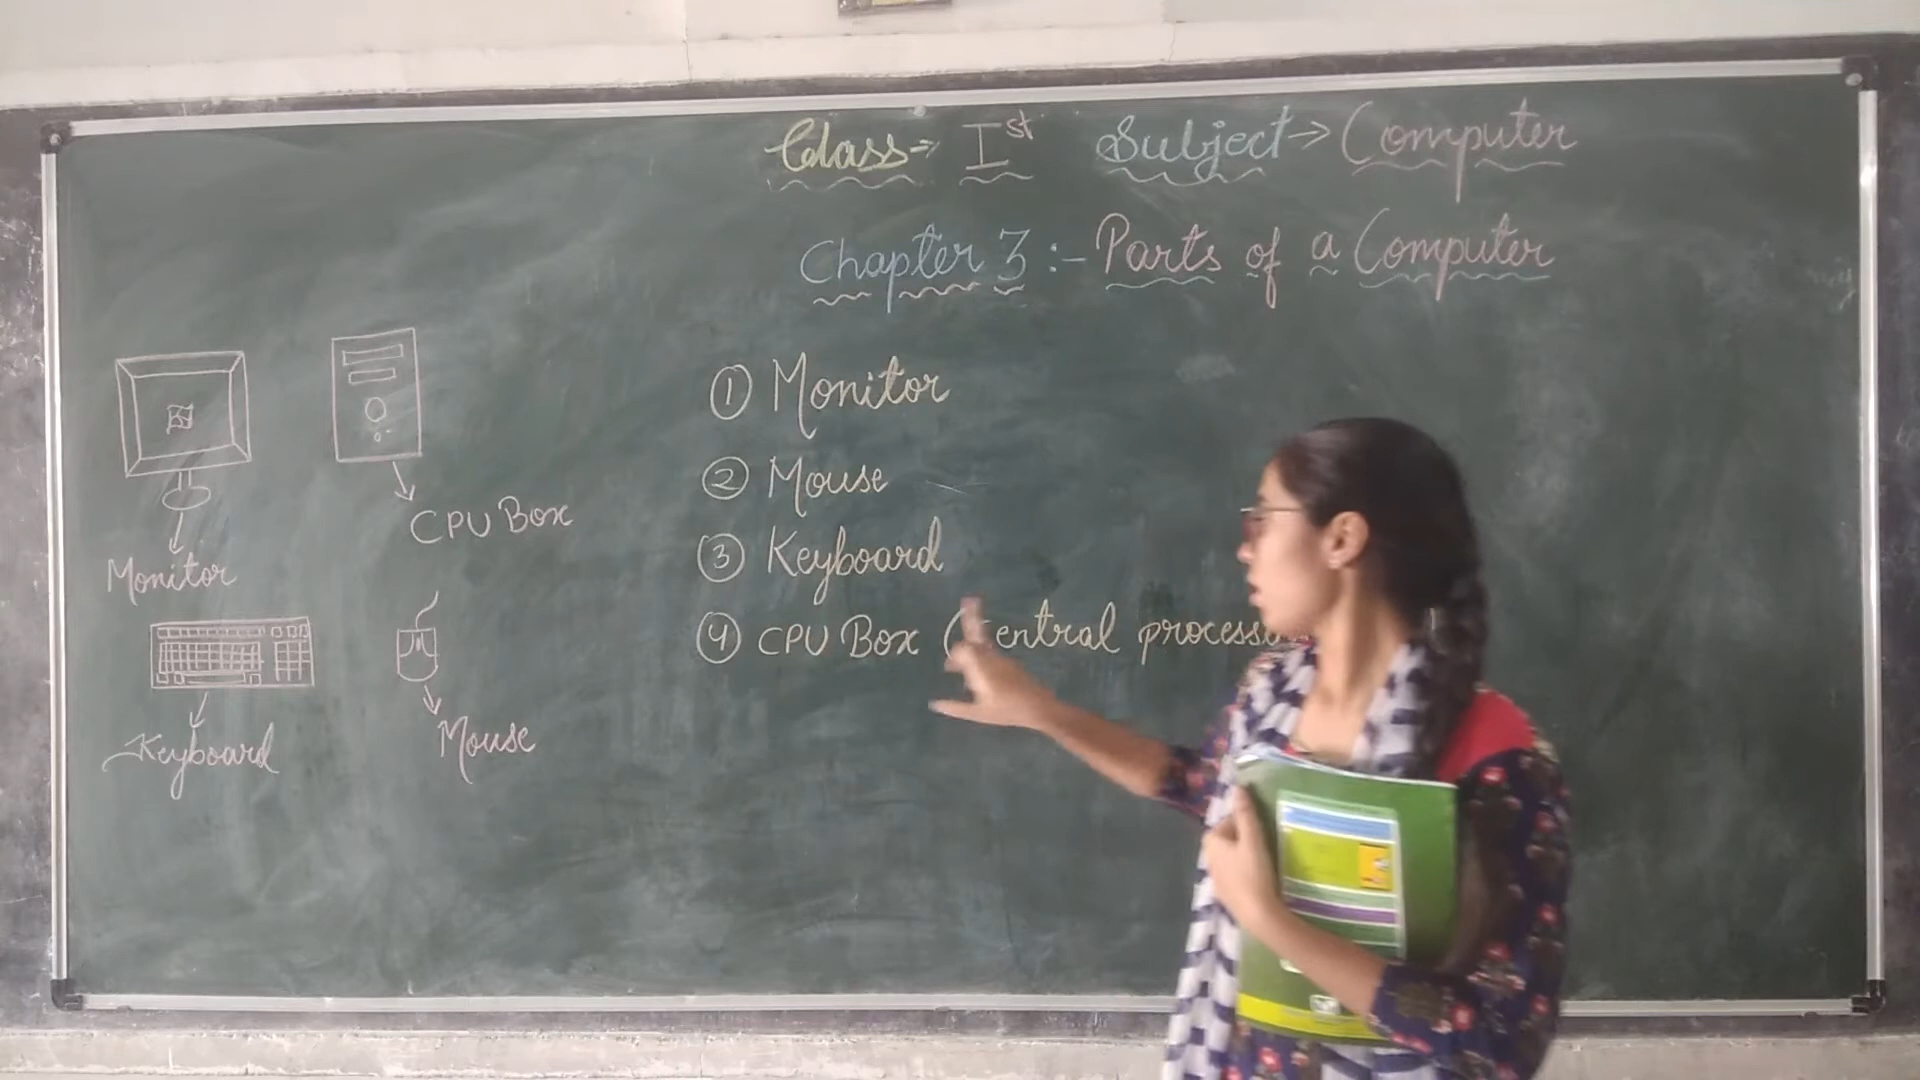 Class → Ist Subject → Computer
Chapter 3 :- Parts of a Computer
① Monitor
② Mouse
③ Keyboard
④ CPU Box (Central
Monitor
CPU Box
Keyboard
Mouse